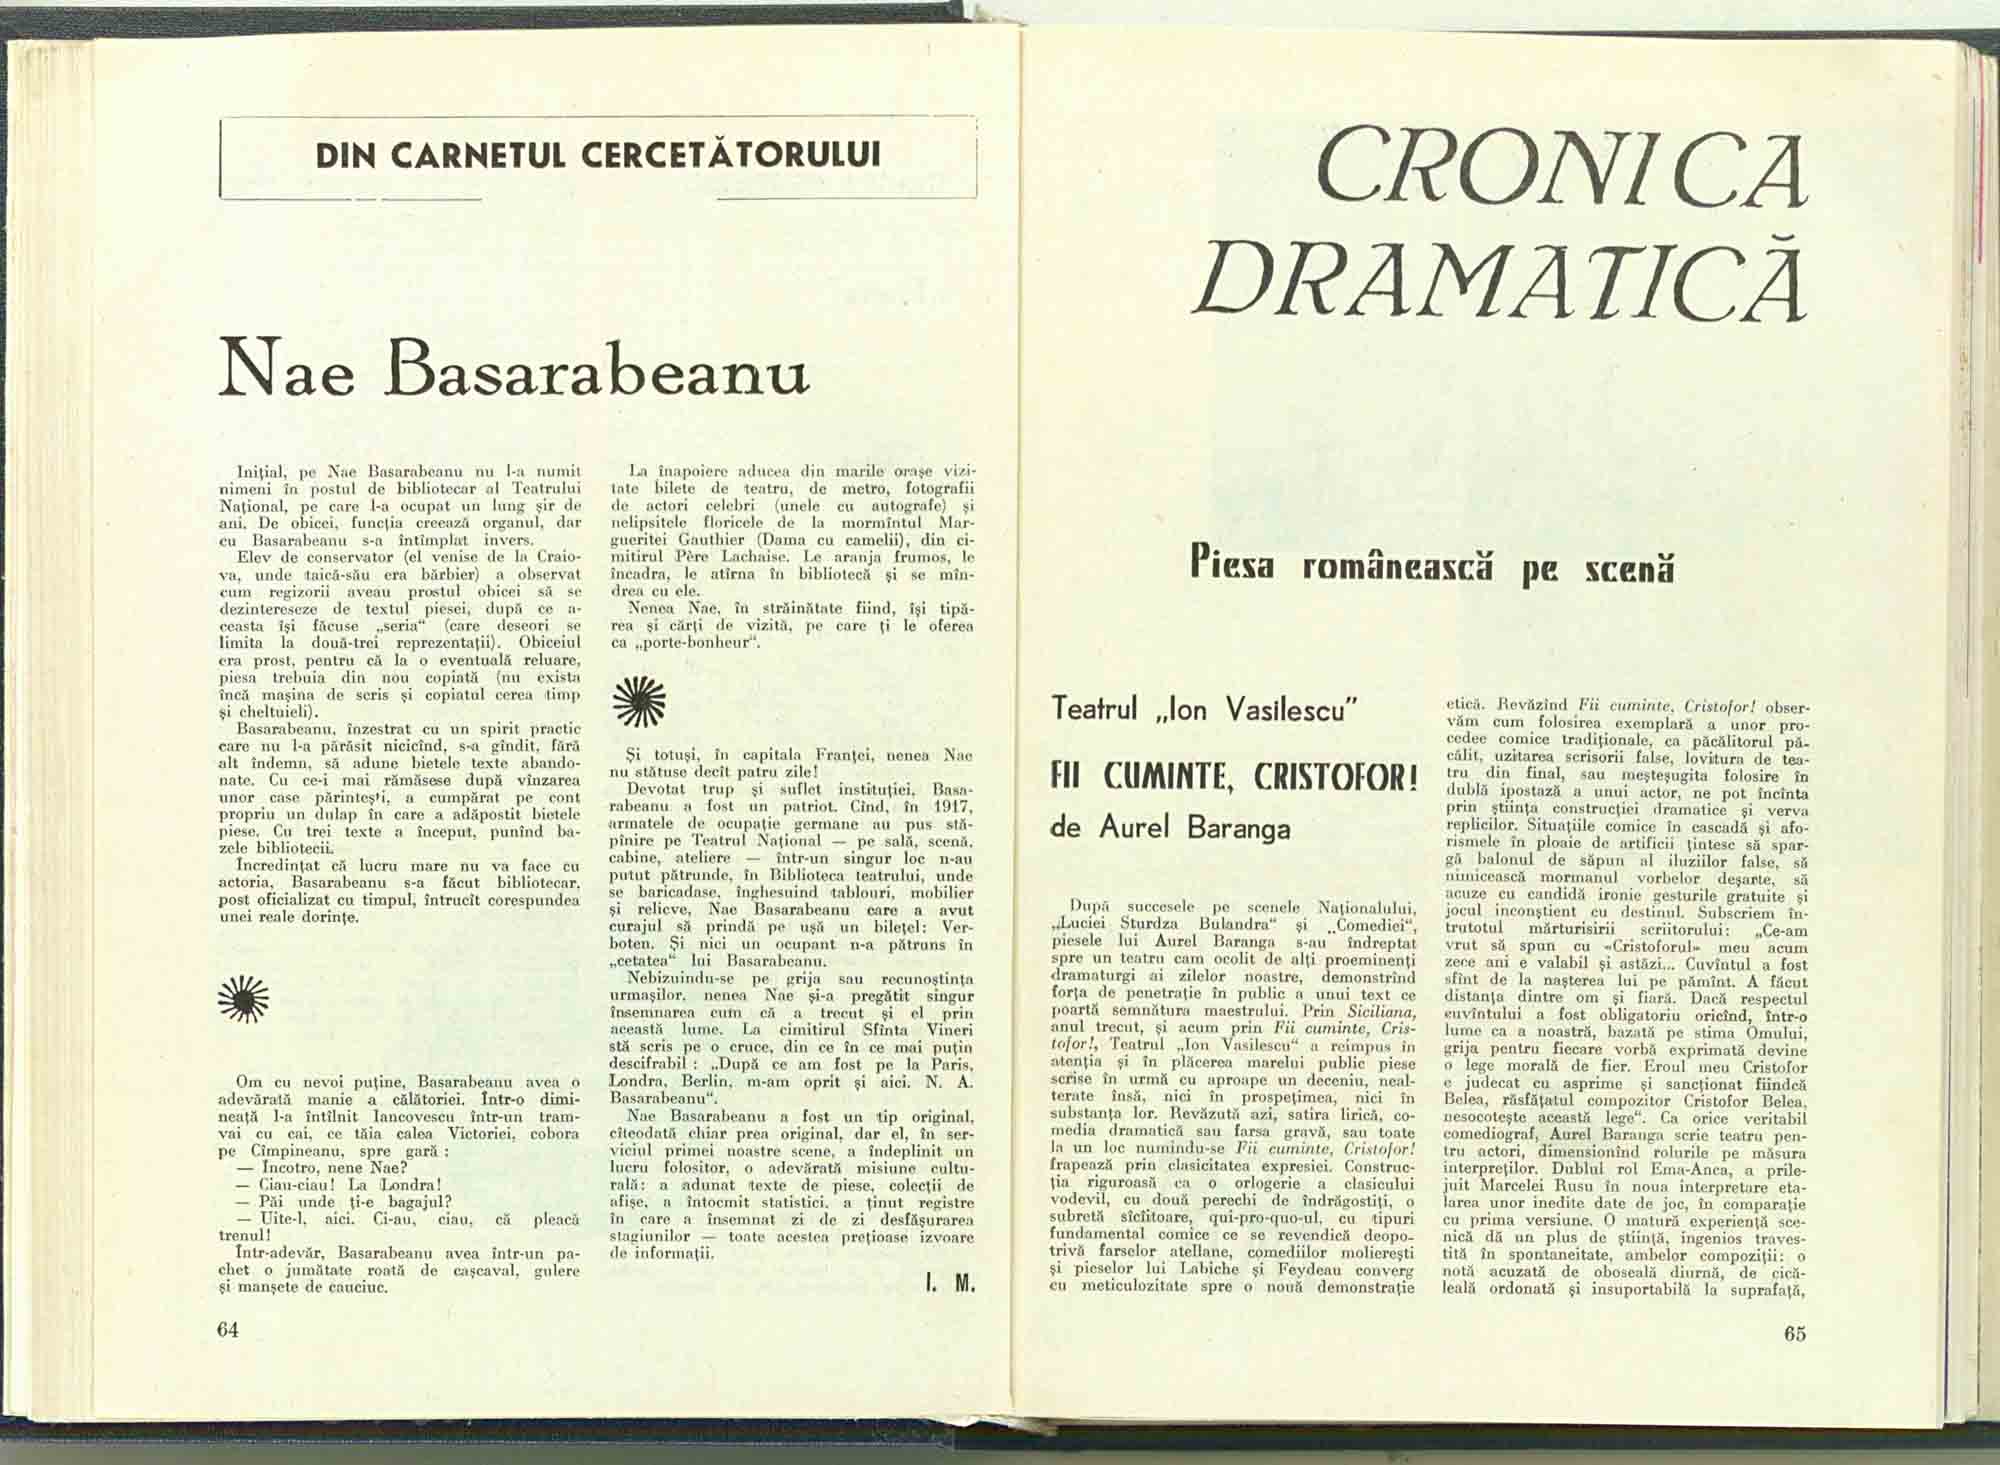 DIN CARNETUL CERCETĂTORULUI
Nae Basarabeanu
Inițial, pe Nae Basarabeanu nu l-a numit
nimeni în postul de bibliotecar al Teatrului
Național, pe care l-a ocupat un lung șir de
ani. De obicei, funcția creează organul, dar
cu Basarabeanu s-a întîmplat invers.
Elev de conservator (el venise de la Craio-
va, unde taică-său era bărbier) a observat
cum regizorii aveau prostul obicei să se
dezintereseze de textul piesei, după ce a-
ceasta își făcuse „seria“ (care deseori se
limita la două-trei reprezentații). Obiceiul
era prost, pentru că la o eventuală reluare,
piesa trebuia din nou copiată (nu exista
încă mașina de scris și copiatul cerea timp
și cheltuieli).
Basarabeanu, înzestrat cu un spirit practic
care nu l-a părăsit nicicînd, s-a gîndit, fără
alt îndemn, să adune bietele texte abando-
nate. Cu ce-i mai rămăsese după vînzarea
unor case părintești, a cumpărat pe cont
propriu un dulap în care a adăpostit bietele
piese. Cu trei texte a început, punînd ba-
zele bibliotecii.
Incredințat că lucru mare nu va face cu
actoria, Basarabeanu s-a făcut bibliotecar,
post oficializat cu timpul, întrucît corespundea
unei reale dorințe.
Om cu nevoi puține, Basarabeanu avea o
adevărată manie a călătoriei. Într-o dimi-
neață l-a întîlnit Iancovescu într-un tram-
vai cu cai, ce tăia calea Victoriei, cobora
pe Cîmpineanu, spre gară :
— Incotro, nene Nae?
— Ciau-ciau! La Londra!
— Păi unde ți-e bagajul?
— Uite-l, aici. Ci-au, ciau, că pleacă
trenul!
Într-adevăr, Basarabeanu avea într-un pa-
chet o jumătate roată de cașcaval, gulere
și manșete de cauciuc.
64
La înapoiere aducea din marile orașe vizi-
tate bilete de teatru, de metro, fotografii
de actori celebri (unele cu autografe) și
nelipsitele floricele de la mormîntul Mar-
gueritei Gauthier (Dama cu camelii), din ci-
mitirul Père Lachaise. Le aranja frumos, le
încadra, le atîrna în bibliotecă și se mîn-
drea cu ele.
Nenea Nae, în străinătate fiind, își tipă-
rea și cărți de vizită, pe care ți le oferea
ca „porte-bonheur“.
Și totuși, în capitala Franței, nenea Nae
nu stătuse decît patru zile!
Devotat trup și suflet instituției, Basa-
rabeanu a fost un patriot. Cînd, în 1917,
armatele de ocupație germane au pus stă-
pînire pe Teatrul Național — pe sală, scenă,
cabine, ateliere — într-un singur loc n-au
putut pătrunde, în Biblioteca teatrului, unde
se baricadase, înghesuind tablouri, mobilier
și relicve, Nae Basarabeanu care a avut
curajul să prindă pe ușă un bilețel: Ver-
boten. Și nici un ocupant n-a pătruns în
„cetatea“ lui Basarabeanu.
Nebizuindu-se pe grija sau recunoștința
urmașilor, nenea Nae și-a pregătit singur
însemnarea cum că a trecut și el prin
această lume. La cimitirul Sfînta Vineri
stă scris pe o cruce, din ce în ce mai puțin
descifrabil : „După ce am fost pe la Paris,
Londra, Berlin, m-am oprit și aici. N. A.
Basarabeanu“.
Nae Basarabeanu a fost un tip original,
cîteodată chiar prea original, dar el, în ser-
viciul primei noastre scene, a îndeplinit un
lucru folositor, o adevărată misiune cultu-
rală: a adunat texte de piese, colecții de
afișe, a întocmit statistici, a ținut registre
în care a însemnat zi de zi desfășurarea
stagiunilor — toate acestea prețioase izvoare
de informații.
I. M.
CRONICA
DRAMATICĂ
Piesa românească pe scenă
Teatrul „Ion Vasilescu”
FII CUMINTE, CRISTOFOR!
de Aurel Baranga
După succesele pe scenele Naționalului,
„Luciei Sturdza Bulandra“ și „Comediei“,
piesele lui Aurel Baranga s-au îndreptat
spre un teatru cam ocolit de alți proeminenți
dramaturgi ai zilelor noastre, demonstrînd
forța de penetrație în public a unui text ce
poartă semnătura maestrului. Prin Siciliana,
anul trecut, și acum prin Fii cuminte, Cris-
tofor!, Teatrul „Ion Vasilescu“ a reimpus în
atenția și în plăcerea marelui public piese
scrise în urmă cu aproape un deceniu, neal-
terate însă, nici în prospețimea, nici în
substanța lor. Revăzută azi, satira lirică, co-
media dramatică sau farsa gravă, sau toate
la un loc numindu-se Fii cuminte, Cristofor!
frapează prin clasicitatea expresiei. Construc-
ția riguroasă ca o orlogerie a clasicului
vodevil, cu două perechi de îndrăgostiți, o
subretă sîcîitoare, qui-pro-quo-ul, cu tipuri
fundamental comice ce se revendică deopo-
trivă farselor atellane, comediilor molierești
și pieselor lui Labiche și Feydeau converg
cu meticulozitate spre o nouă demonstrație
etică. Revăzînd Fii cuminte, Cristofor! obser-
văm cum folosirea exemplară a unor pro-
cedee comice tradiționale, ca păcălitorul pă-
călit, uzitarea scrisorii false, lovitura de tea-
tru din final, sau meșteșugita folosire în
dublă ipostază a unui actor, ne pot încînta
prin știința construcției dramatice și verva
replicilor. Situațiile comice în cascadă și afo-
rismele în ploaie de artificii țintesc să spar-
gă balonul de săpun al iluziilor false, să
nimicească mormanul vorbelor deșarte, să
acuze cu candidă ironie gesturile gratuite și
jocul inconștient cu destinul. Subscriem în-
trutotul mărturisirii scriitorului: „Ce-am
vrut să spun cu «Cristoforul» meu acum
zece ani e valabil și astăzi... Cuvîntul a fost
sfînt de la nașterea lui pe pămînt. A făcut
distanța dintre om și fiară. Dacă respectul
cuvîntului a fost obligatoriu oricînd, într-o
lume ca a noastră, bazată pe stima Omului,
grija pentru fiecare vorbă exprimată devine
o lege morală de fier. Eroul meu Cristofor
e judecat cu asprime și sancționat fiindcă
Belea, răsfățatul compozitor Cristofor Belea,
nesocotește această lege“. Ca orice veritabil
comediograf, Aurel Baranga scrie teatru pen-
tru actori, dimensionînd rolurile pe măsura
interpreților. Dublul rol Ema-Anca, a prile-
juit Marcelei Rusu în noua interpretare eta-
larea unor inedite date de joc, în comparație
cu prima versiune. O matură experiență sce-
nică dă un plus de știință, ingenios traves-
tită în spontaneitate, ambelor compoziții: o
notă acuzată de oboseală diurnă, de cică-
leală ordonată și insuportabilă la suprafață,
65